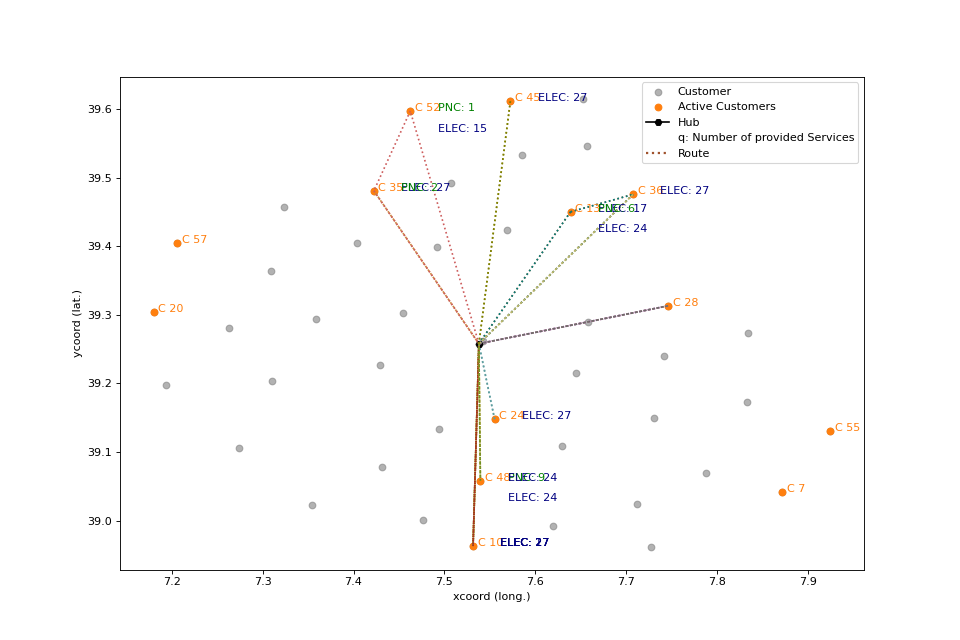 Customer
Active Customers
Hub
q: Number of provided Services
Route
C 52 PNC: 1
ELEC: 15
C 45 ELEC: 27
C 35 ELEC: 27
C 36 ELEC: 27
ELEC: 17
ELEC: 24
C 57
C 20
C 28
C 24 ELEC: 27
C 55
C 7
C 48 ELEC: 24
ELEC: 24
C 10 ELEC: 27
39.6
39.5
39.4
39.3
39.2
39.1
39.0
ycoord (lat.)
7.2 7.3 7.4 7.5 7.6 7.7 7.8 7.9
xcoord (long.)